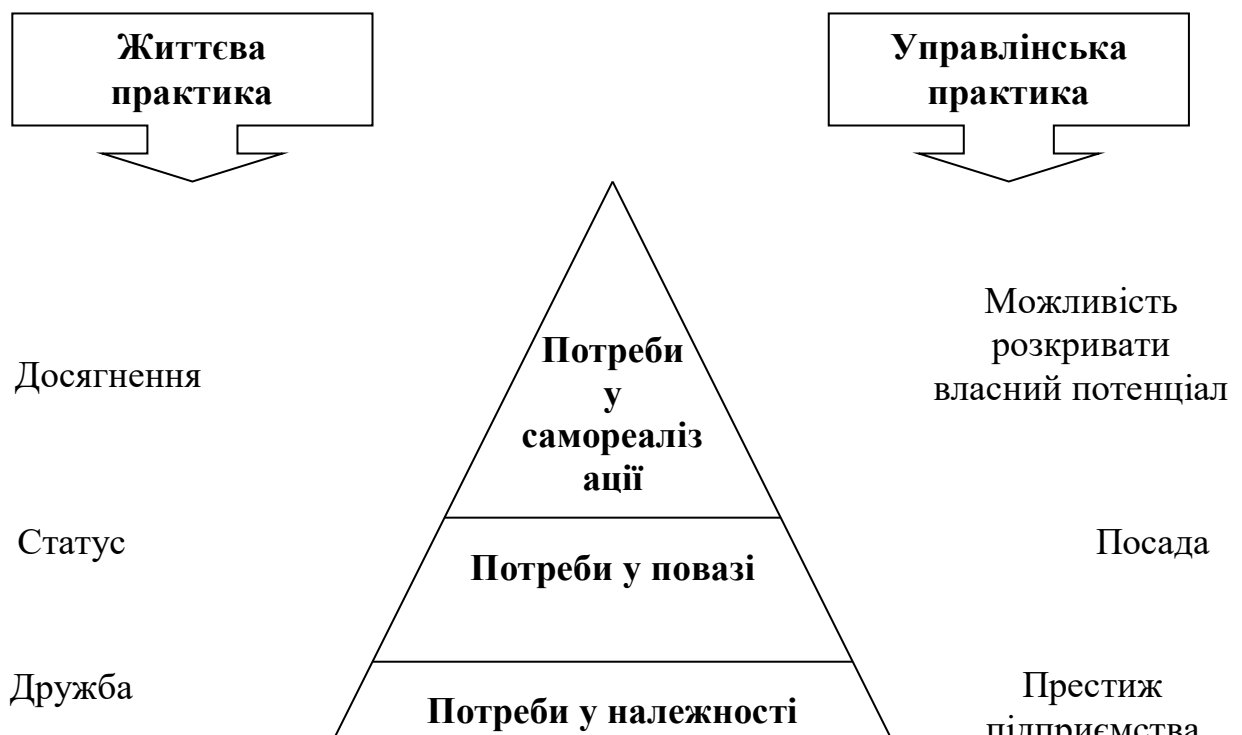 Життєва
практика
Управлінська
практика
Можливість
розкривати
власний потенціал
Досягнення
Потреби
у
самореаліз
ації
Статус
Потреби у повазі
Посада
Дружба
Потреби у належності
Престиж
підприємства